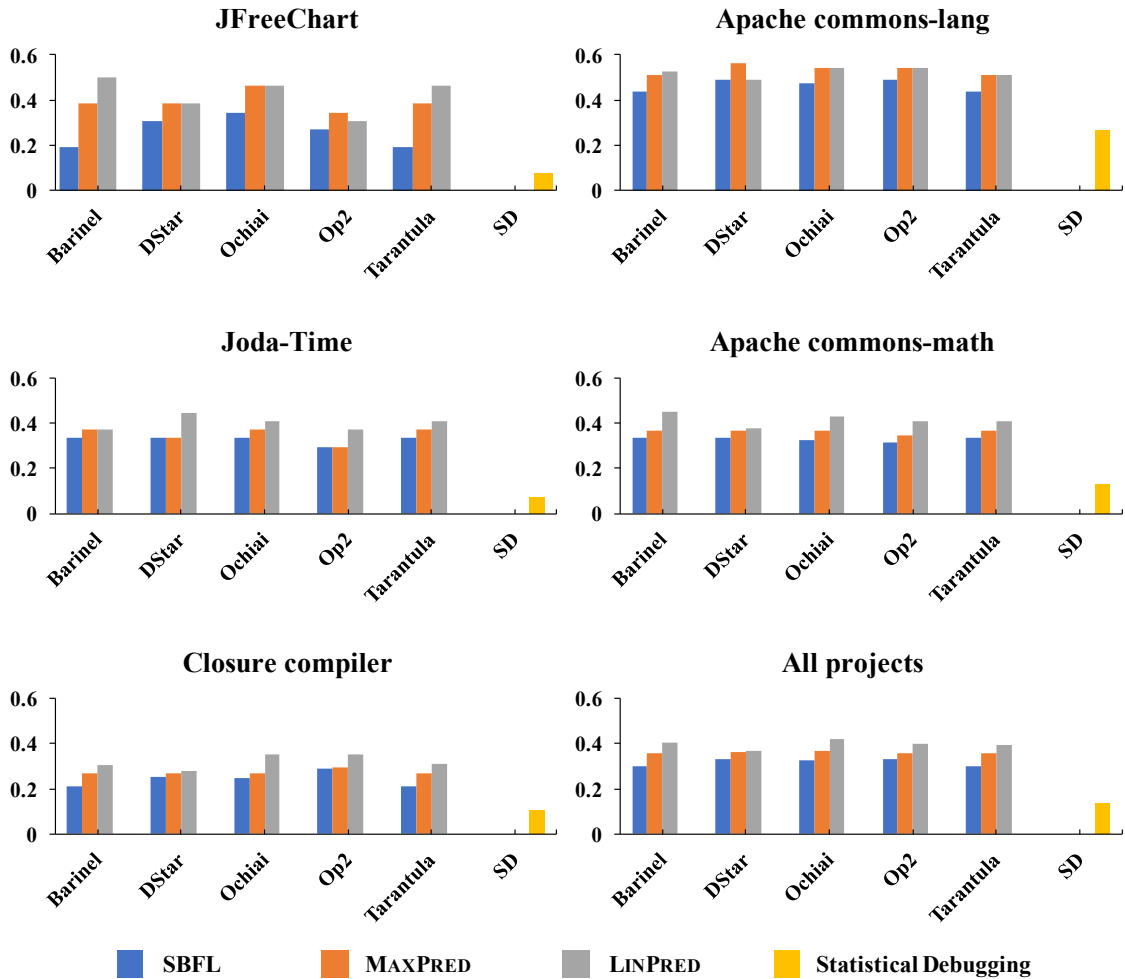 JFreeChart
0.6
0.4
0.2
0
Barinel
DStar
Ochiai
Op2
Tarantula
SD
Apache commons-lang
0.6
0.4
0.2
0
Barinel
DStar
Ochiai
Op2
Tarantula
SD
Joda-Time
0.6
0.4
0.2
0
Barinel
DStar
Ochiai
Op2
Tarantula
SD
Apache commons-math
0.6
0.4
0.2
0
Barinel
DStar
Ochiai
Op2
Tarantula
SD
Closure compiler
0.6
0.4
0.2
0
Barinel
DStar
Ochiai
Op2
Tarantula
SD
All projects
0.6
0.4
0.2
0
Barinel
DStar
Ochiai
Op2
Tarantula
SD
SBFL
MAXPRED
LINPRED
Statistical Debugging